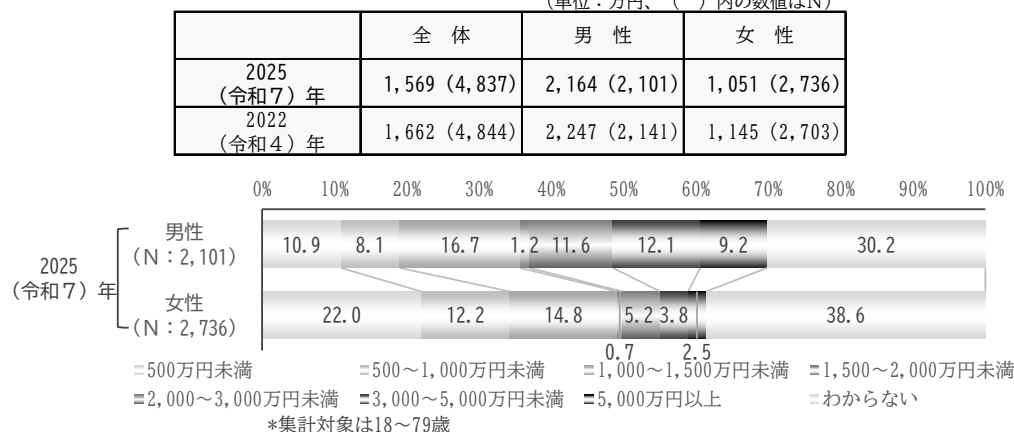 (単位：万円、( )内の数値はN)
全 体 男 性 女 性
2025
（令和７）年
1,569 (4,837) 2,164 (2,101) 1,051 (2,736)
2022
（令和４）年
1,662 (4,844) 2,247 (2,141) 1,145 (2,703)
0% 10% 20% 30% 40% 50% 60% 70% 80% 90% 100%
2025
（令和７）年
男性
（Ｎ：2,101）
10.9 8.1 16.7 1.2 11.6 12.1 9.2 30.2
女性
（Ｎ：2,736）
22.0 12.2 14.8 5.2 3.8 38.6
0.7 2.5
500万円未満 500～1,000万円未満 1,000～1,500万円未満 1,500～2,000万円未満
2,000～3,000万円未満 3,000～5,000万円未満 5,000万円以上 わからない
*集計対象は18～79歳